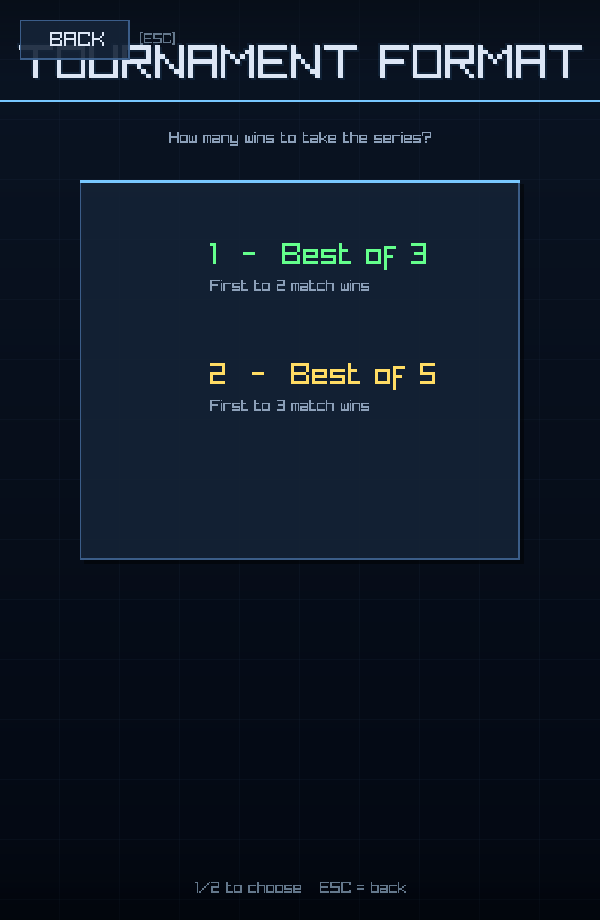 BACK [ESC]
TOURNAMENT FORMAT
How many wins to take the series?
1 - Best of 3
First to 2 match wins
2 - Best of 5
First to 3 match wins
1/2 to choose ESC = back